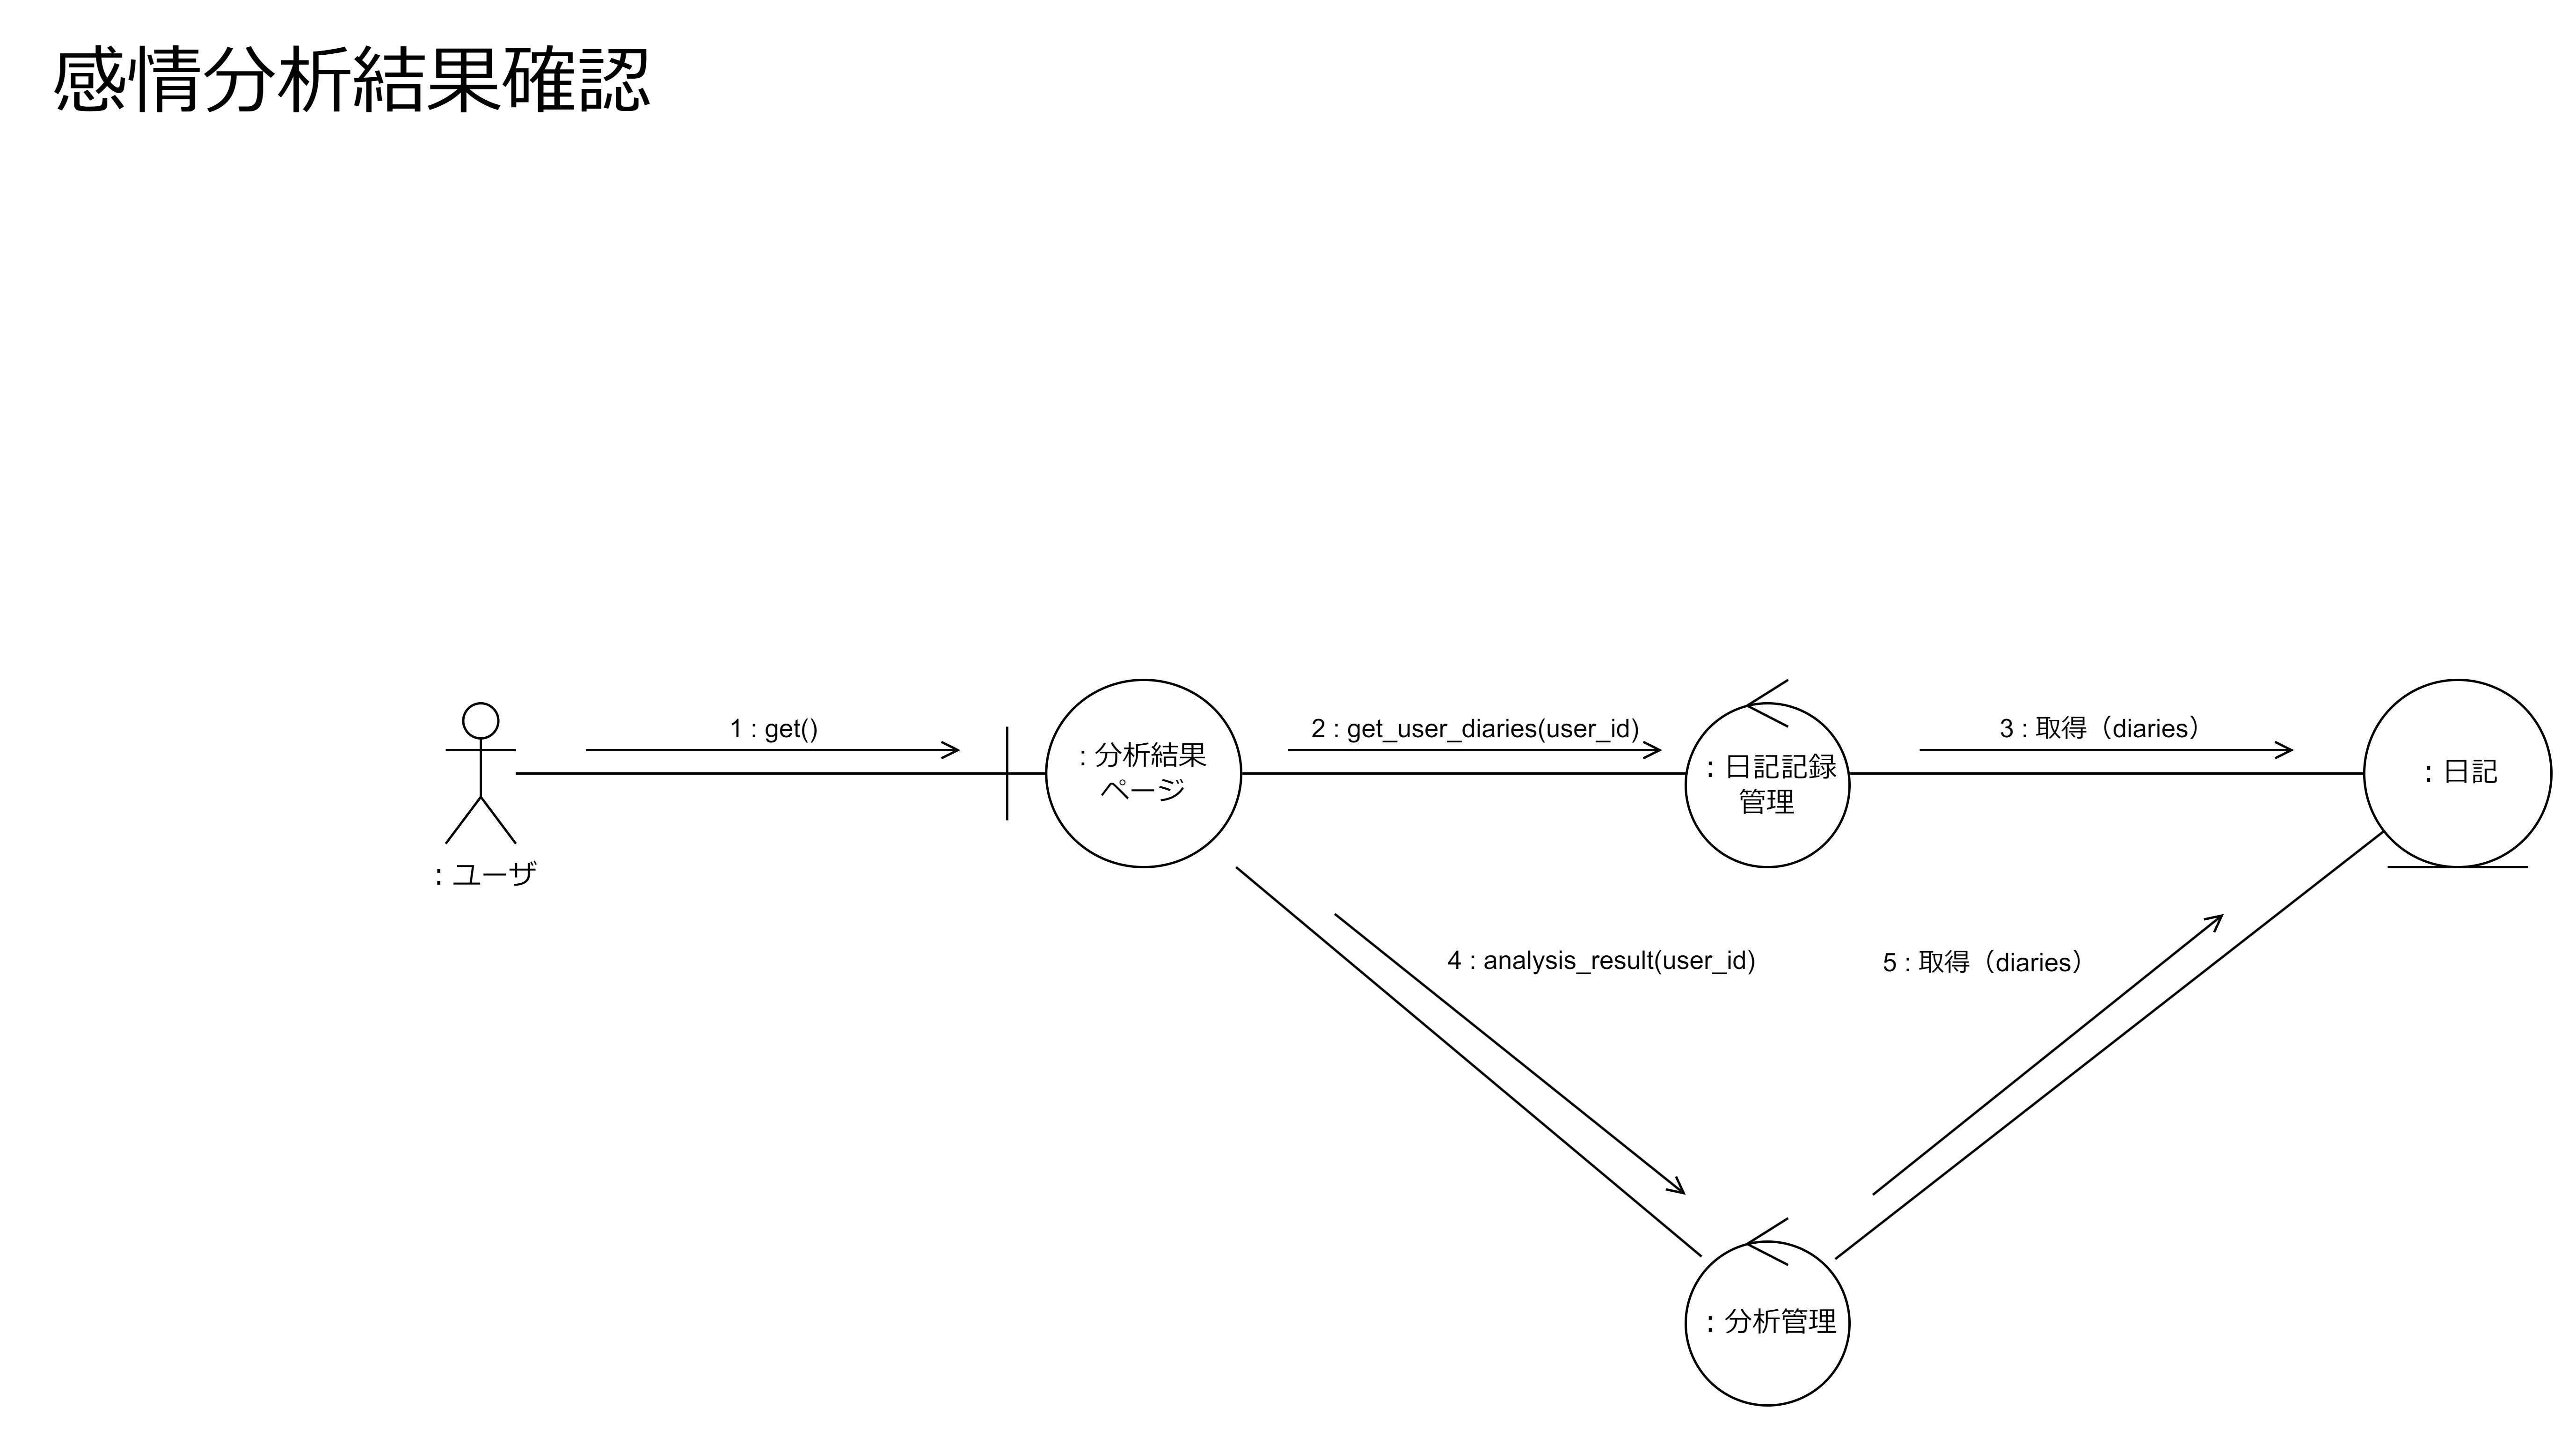 感情分析結果確認
1 : get()
2 : get_user_diaries(user_id)
3 : 取得（diaries）
: 分析結果
ページ
: 日記記録
管理
: 日記
: ユーザ
4 : analysis_result(user_id)
5 : 取得（diaries）
: 分析管理